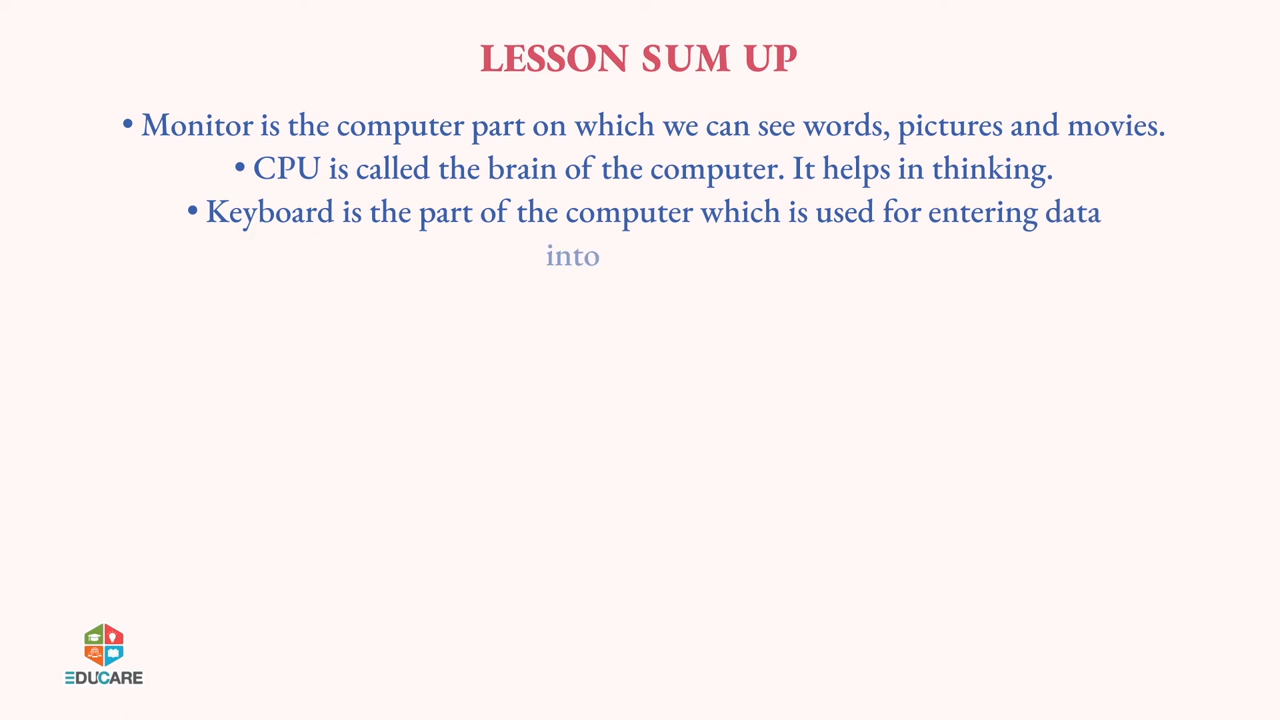 LESSON SUM UP
• Monitor is the computer part on which we can see words, pictures and movies.
• CPU is called the brain of the computer. It helps in thinking.
• Keyboard is the part of the computer which is used for entering data
into
EDUCARE